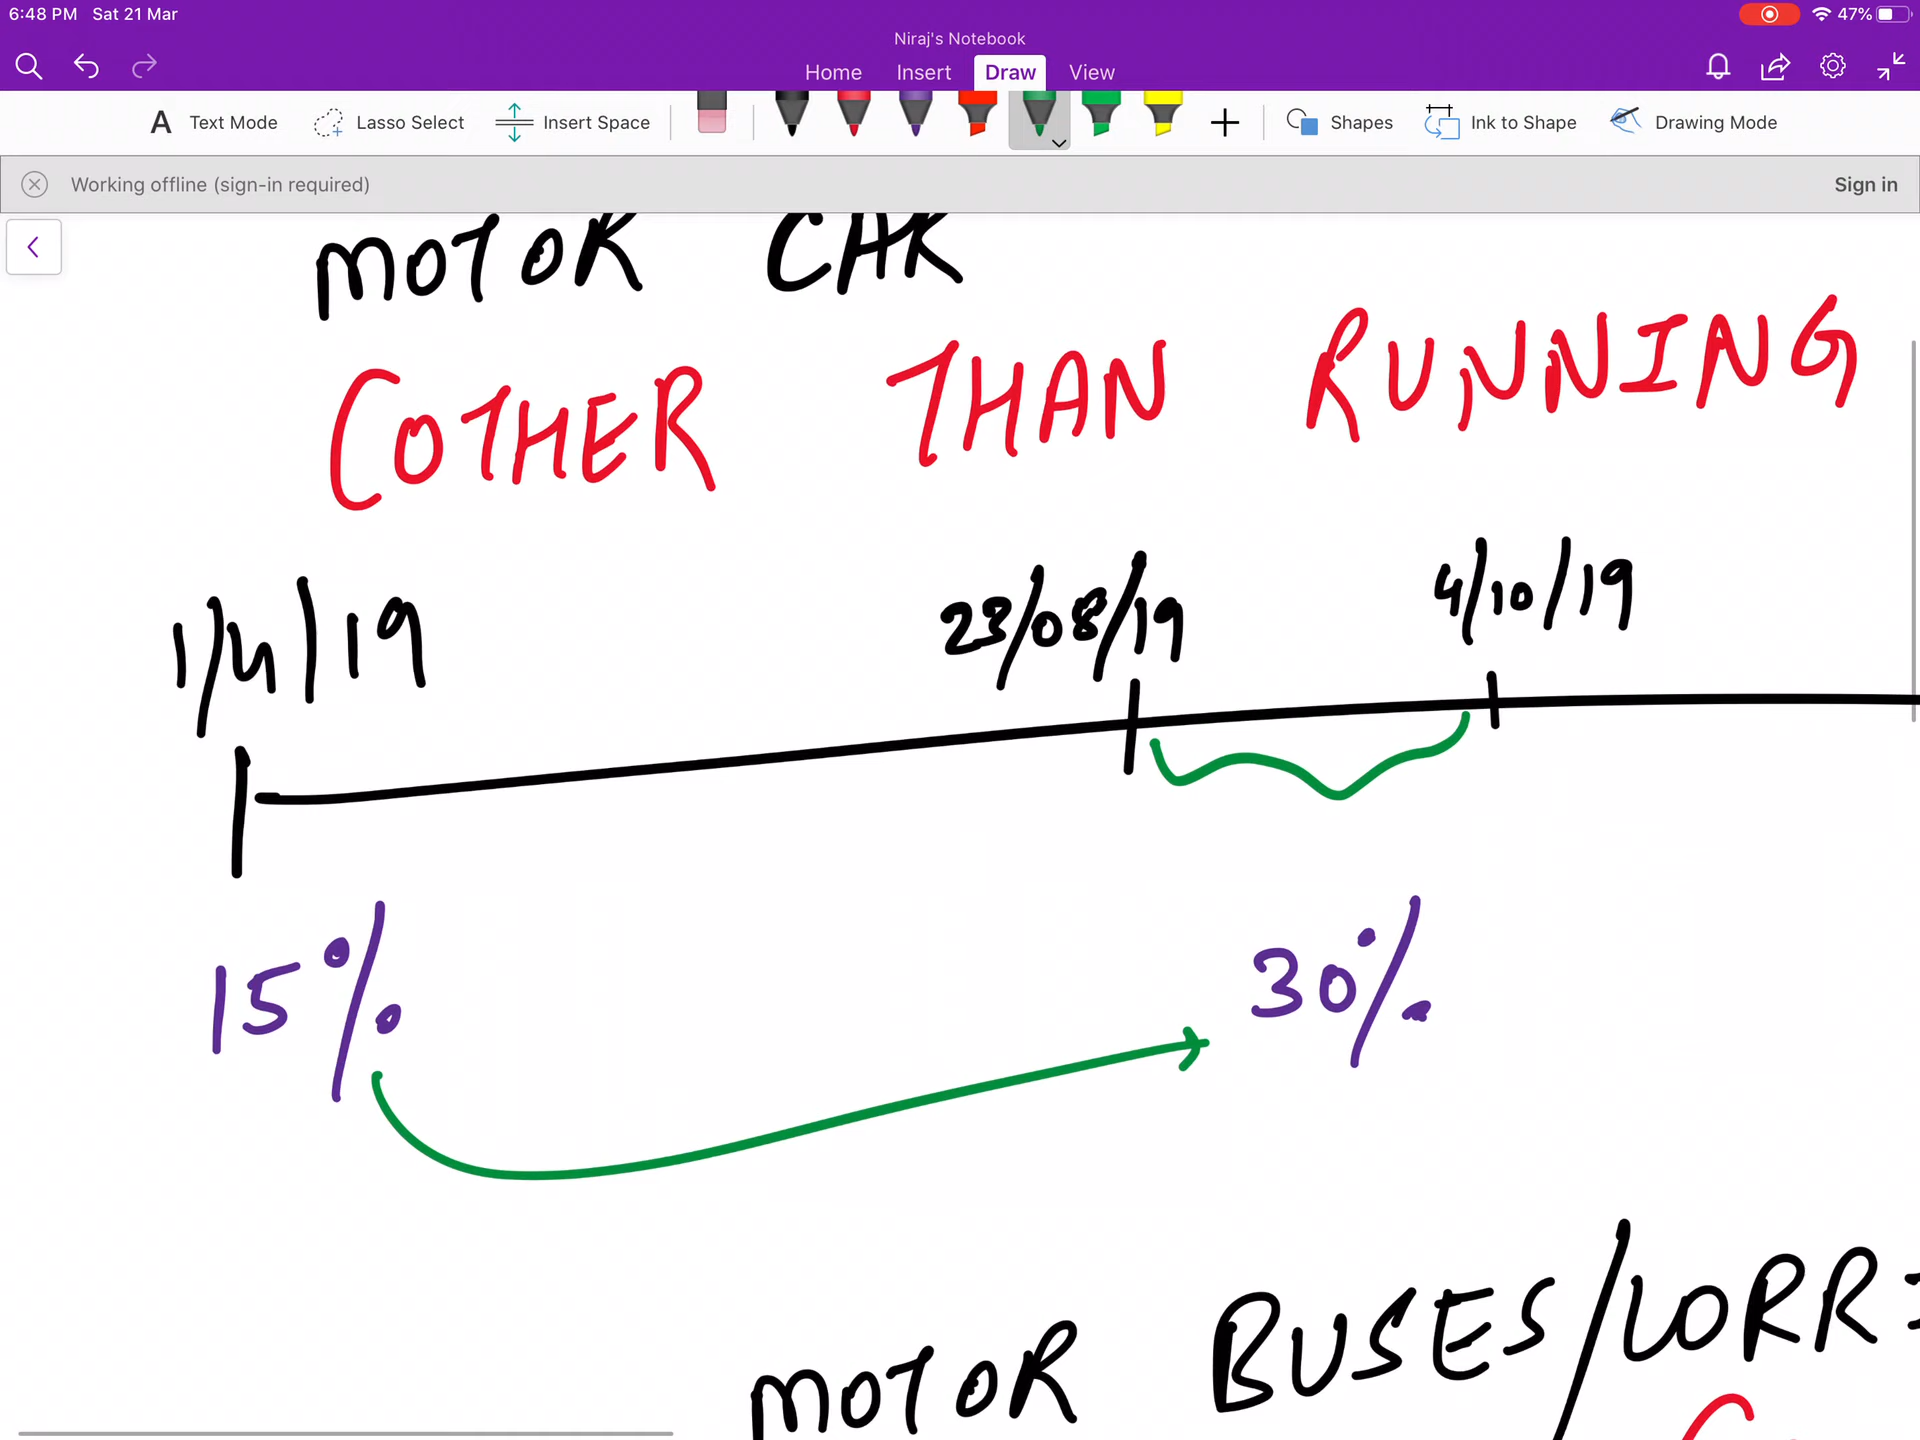 6:48 PM Sat 21 Mar
47%
Niraj's Notebook
Home Insert Draw View
A Text Mode Lasso Select Insert Space Shapes Ink to Shape Drawing Mode
Working offline (sign-in required) Sign in
MOTOR CAR
(OTHER THAN RUNNING
1/4/19 23/08/19 4/10/19
15% 30%
MOTOR BUSES/LORRI